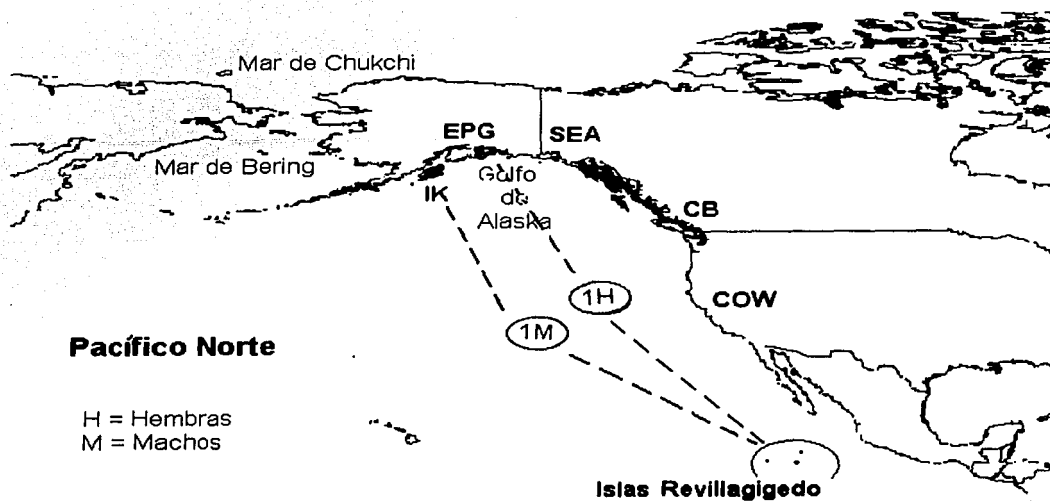 Mar de Chukchi
EPG
SEA
Mar de Bering
IK
Golfo
de
Alaska
CB
1H
COW
1M
Pacífico Norte
H = Hembras
M = Machos
Islas Revillagigedo